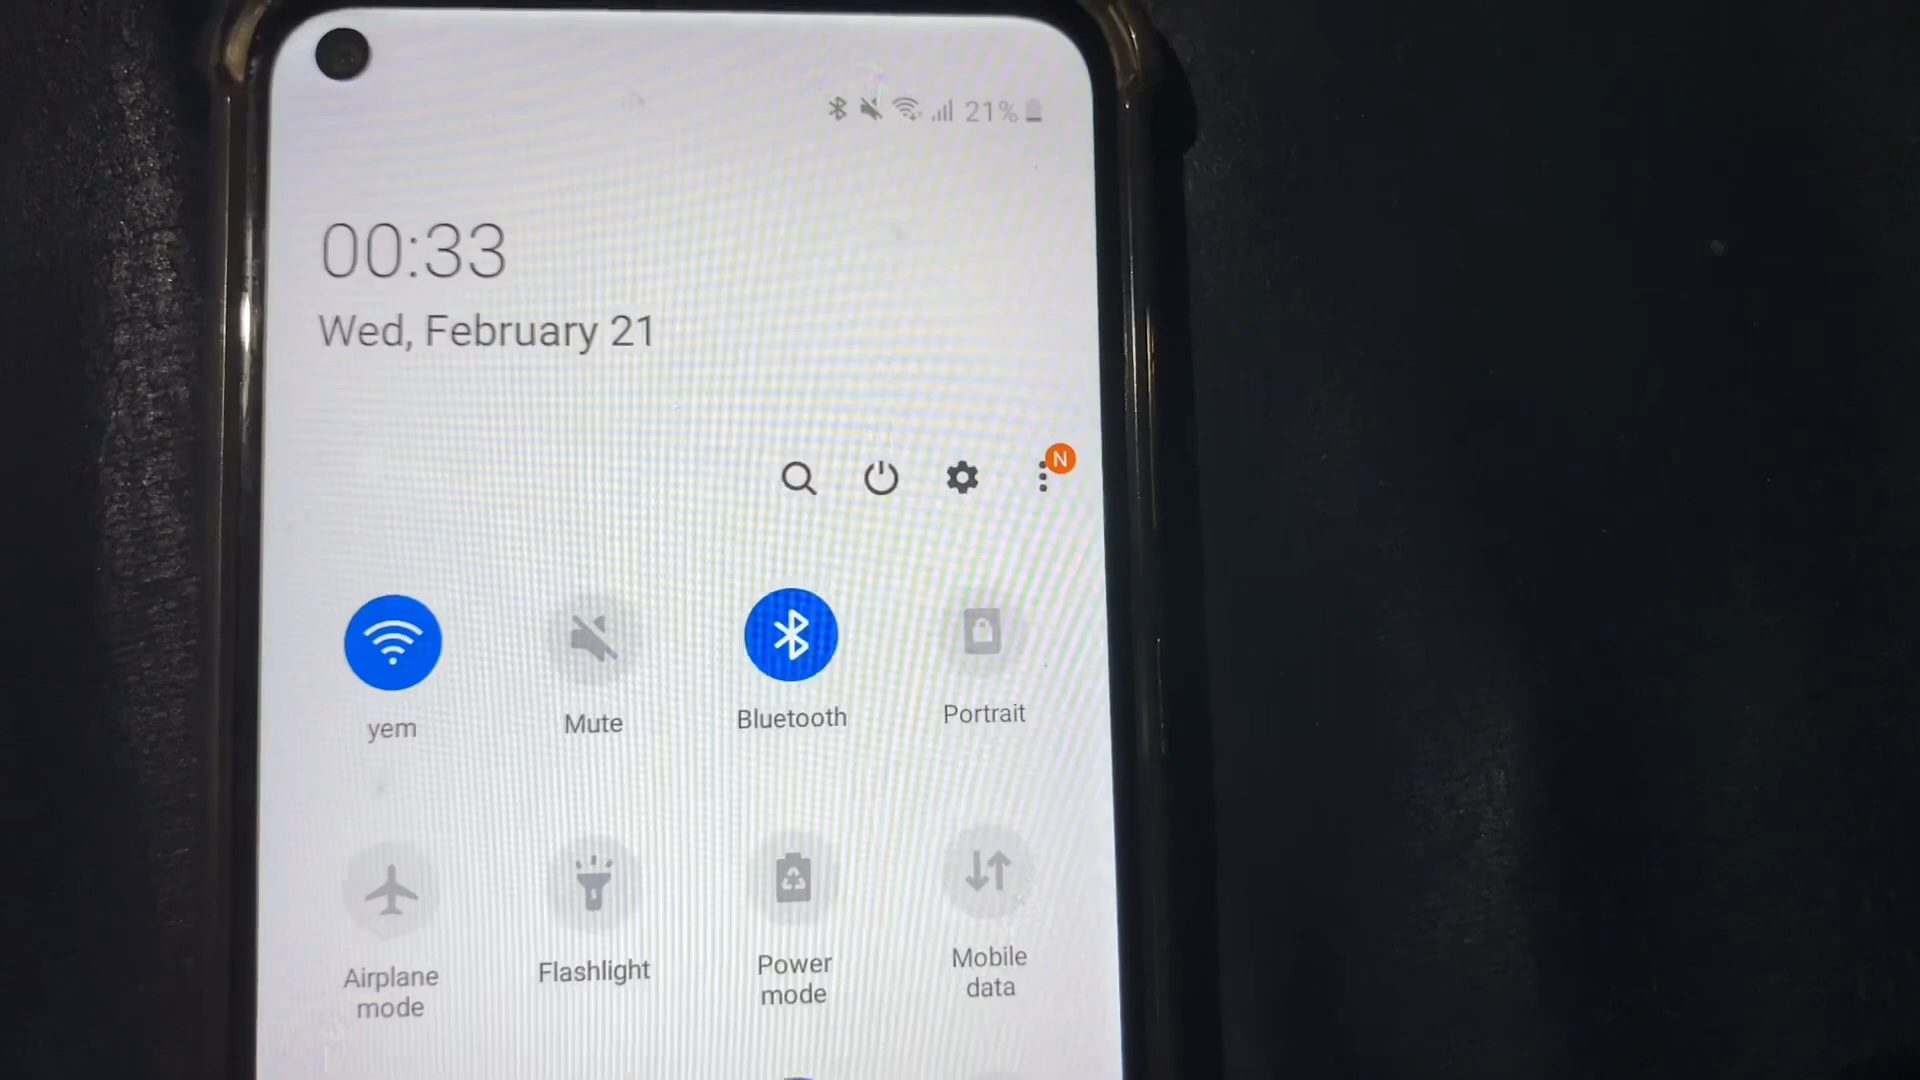 21%
00:33
Wed, February 21
N
yem
Mute
Bluetooth
Portrait
Airplane
mode
Flashlight
Power
mode
Mobile
data